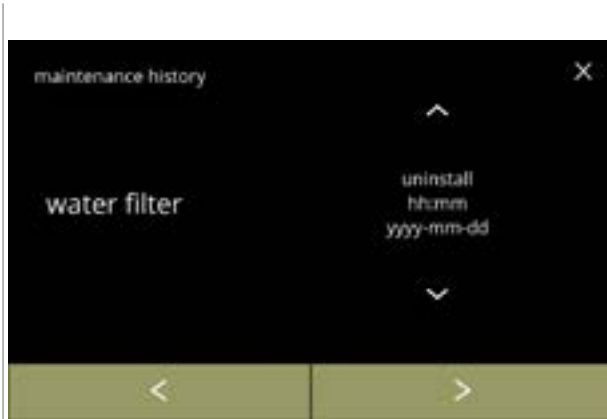 maintenance history
water filter
uninstall
hh:mm
yyyy-mm-dd